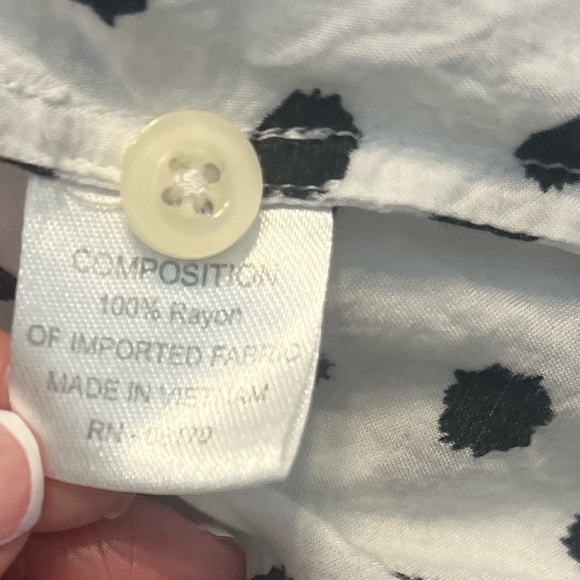 COMPOSITION
100% Rayon
OF IMPORTED FABRIC
MADE IN VIETNAM
RN -